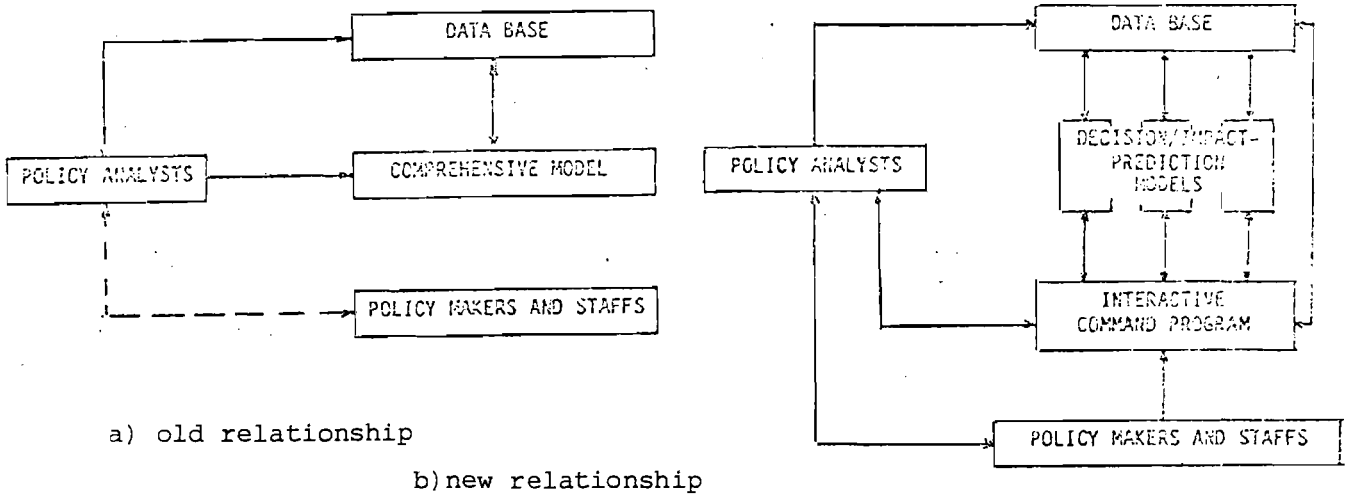 DATA BASE
POLICY ANALYSTS
COMPREHENSIVE MODEL
POLICY MAKERS AND STAFFS
a) old relationship
DATA BASE
POLICY ANALYSTS
DECISION/IMPACT-
PREDICTION
MODELS
INTERACTIVE
COMMAND PROGRAM
POLICY MAKERS AND STAFFS
b)new relationship